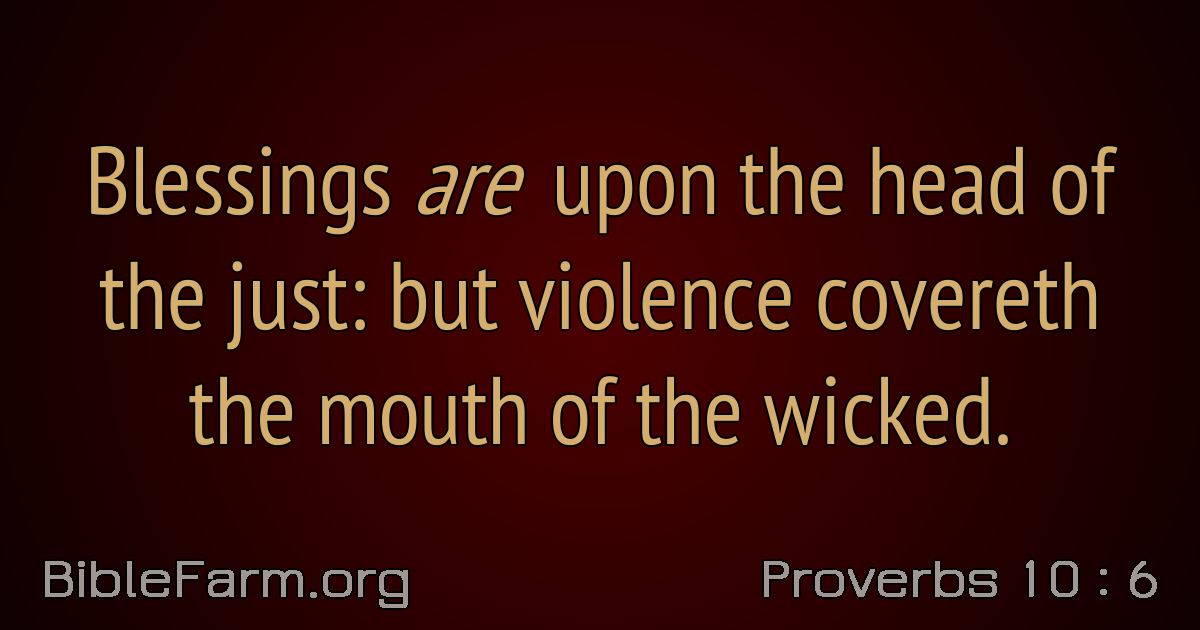 Blessings are upon the head of
the just: but violence covereth
the mouth of the wicked.
BibleFarm.org
Proverbs 10 : 6